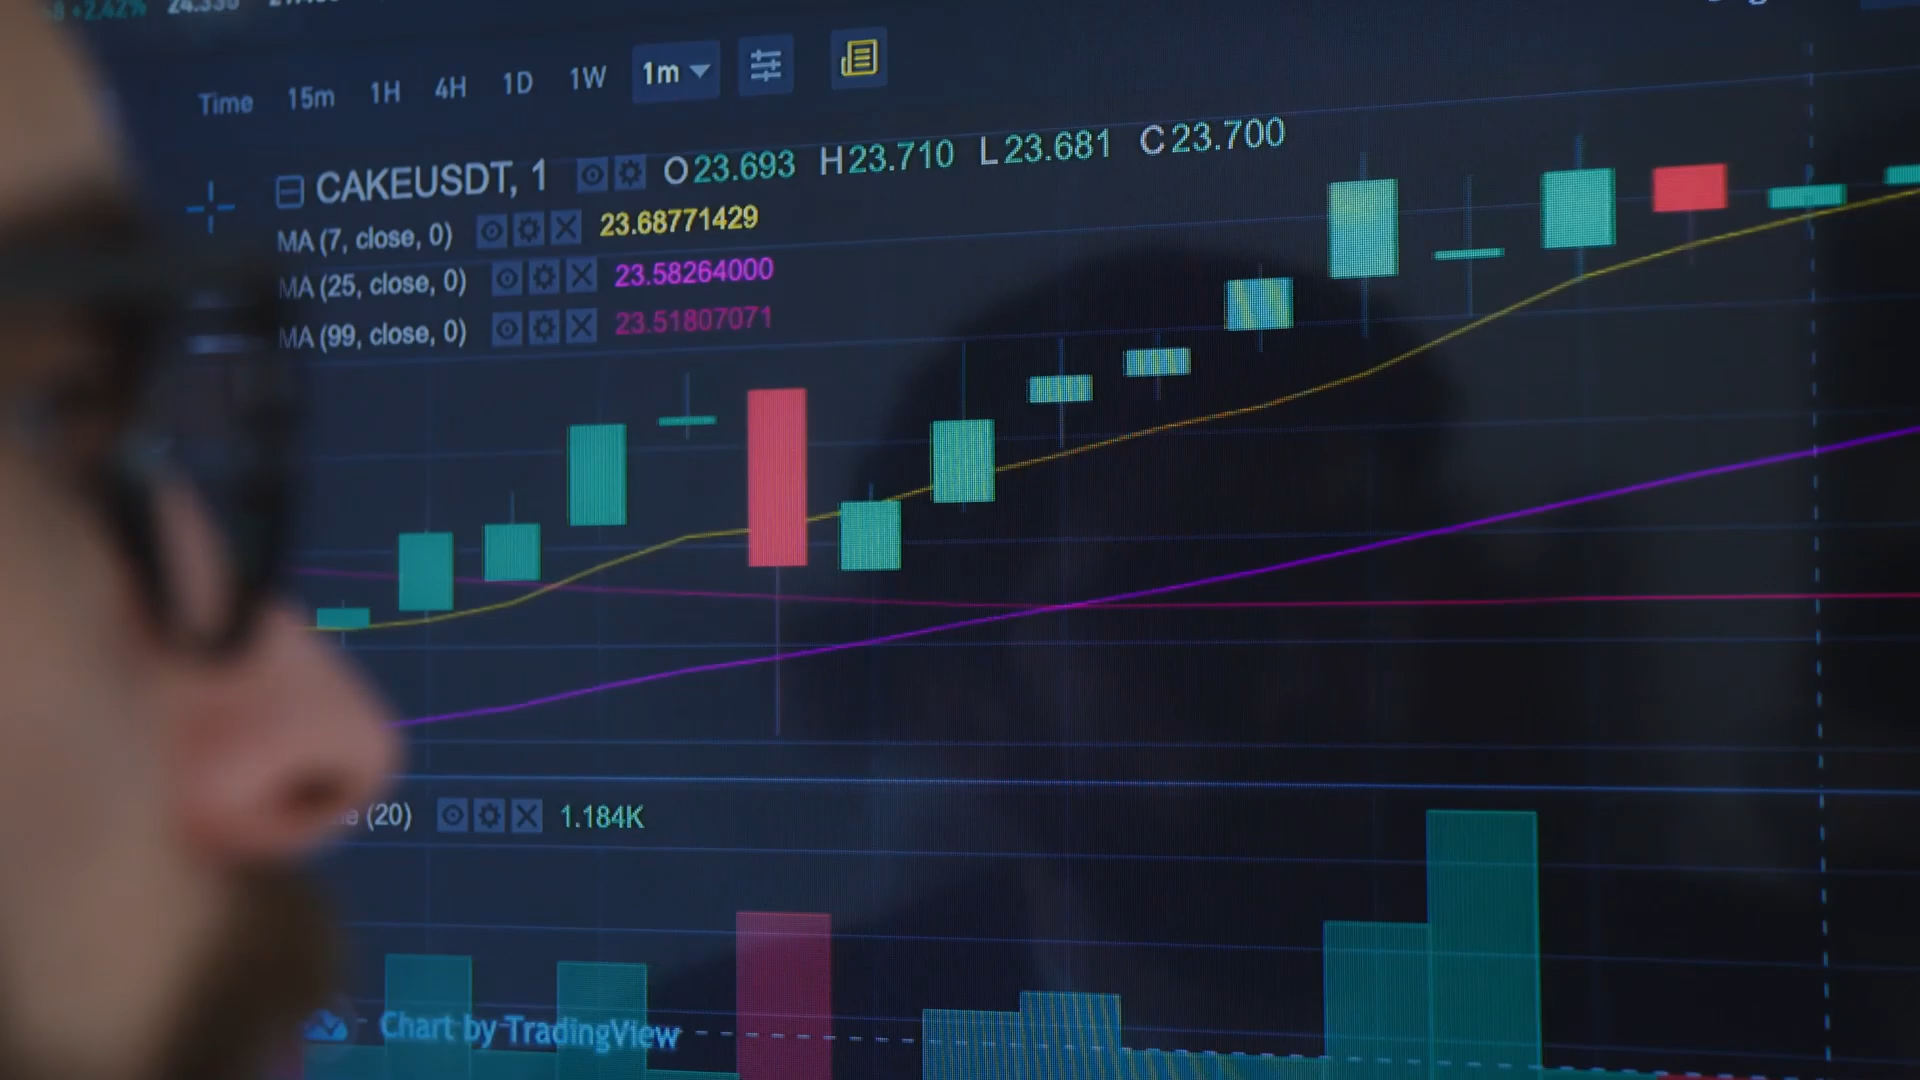 +2.42%
Time 15m 1H 4H 1D 1W 1m
CAKEUSDT, 1 O23.693 H23.710 L23.681 C23.700
MA (7, close, 0) 23.68771429
MA (25, close, 0) 23.58264000
MA (99, close, 0) 23.51807071
(20) 1.184K
Chart by TradingView